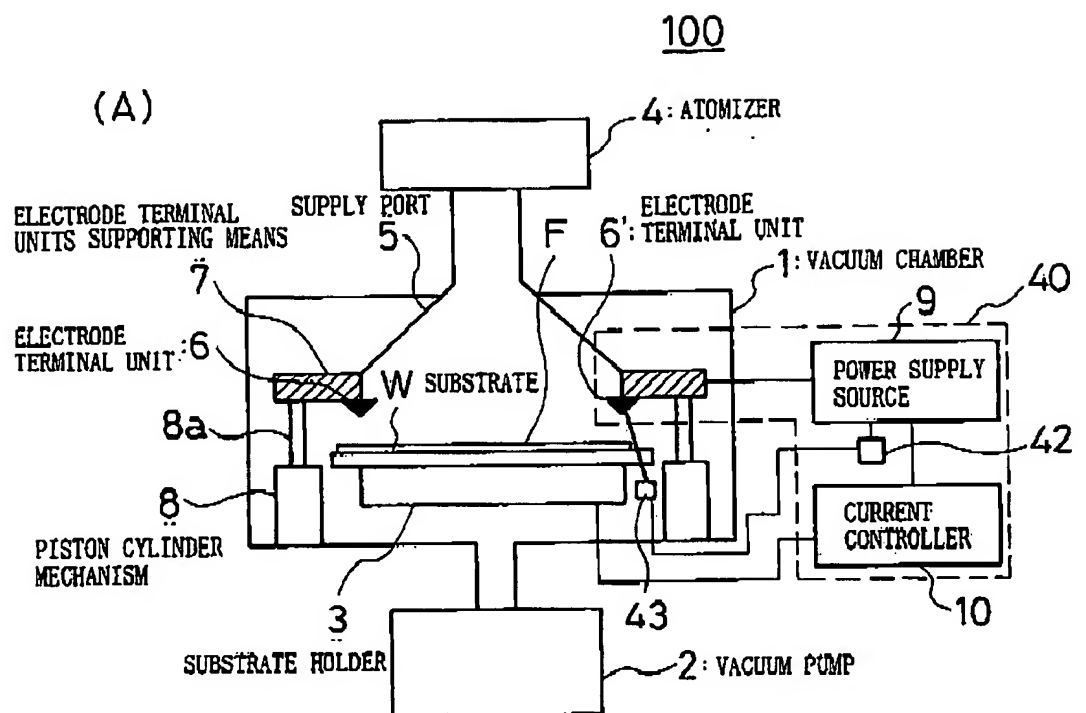 100
(A)
4: ATOMIZER
SUPPLY PORT
5
ELECTRODE TERMINAL
UNITS SUPPORTING MEANS
7
F
6': ELECTRODE
TERMINAL UNIT
1: VACUUM CHAMBER
40
9
ELECTRODE
TERMINAL UNIT:6
W SUBSTRATE
POWER SUPPLY
SOURCE
8a
42
8
PISTON CYLINDER
MECHANISM
CURRENT
CONTROLLER
43
10
3
SUBSTRATE HOLDER
2: VACUUM PUMP